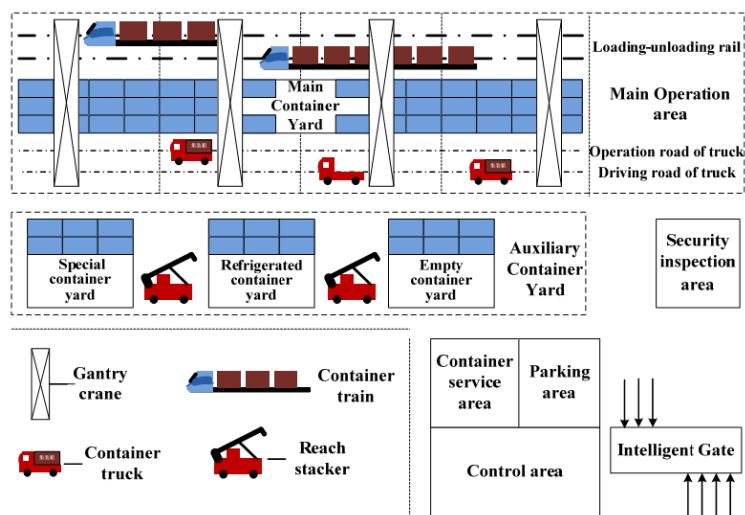 Loading-unloading rail
Main
Container
Yard
Main Operation
area
Operation road of truck
Driving road of truck
Special
container
yard
Refrigerated
container
yard
Empty
container
yard
Auxiliary
Container
Yard
Security
inspection
area
Gantry
crane
Container
train
Container
truck
Reach
stacker
Container
service
area
Parking
area
Control area
Intelligent Gate